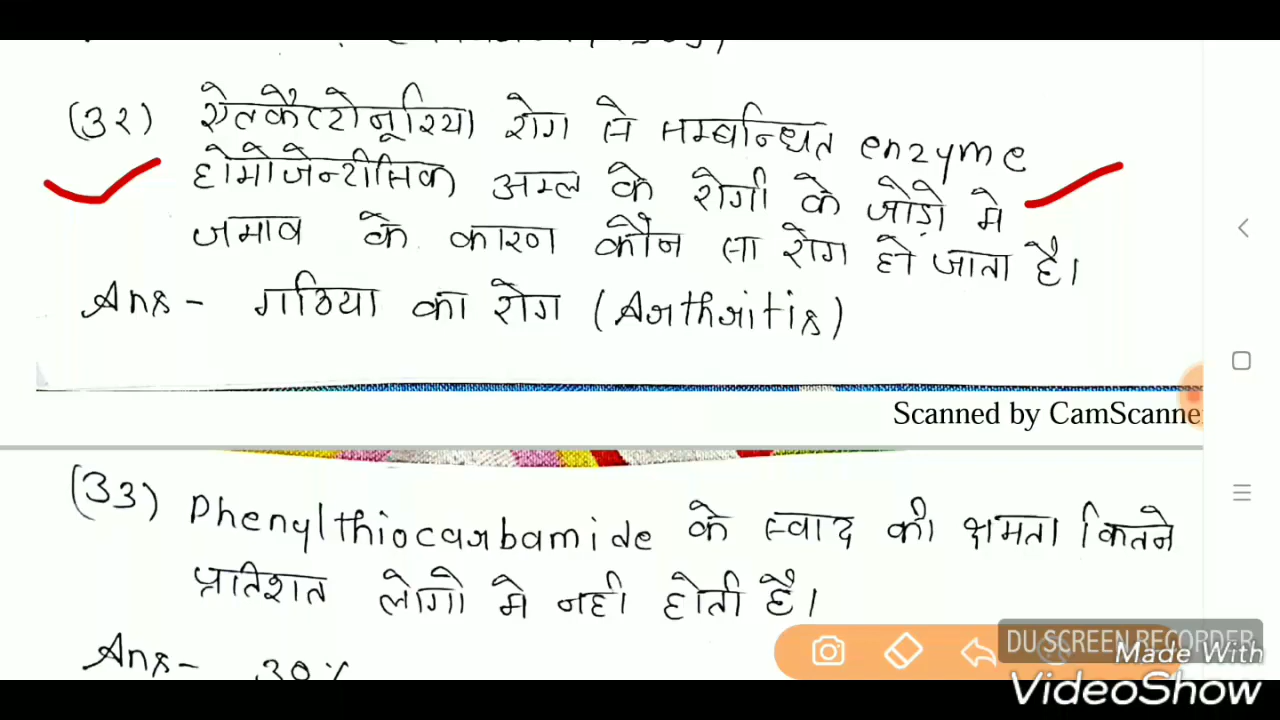 (32) ऐलकैप्टोनूरिया रोग से सम्बन्धित enzyme
होमोजेन्टीसिक अम्ल के रोगी के जोड़ो मे
जमाव के कारण कौन सा रोग हो जाता है।
Ans - गठिया का रोग (Arthritis)
Scanned by CamScanne
(33) Phenylthiocarbamide के स्वाद की क्षमता कितने
प्रतिशत लोगो मे नही होती है।
Ans - 30%
DU SCREEN RECORDER
Made With
VideoShow